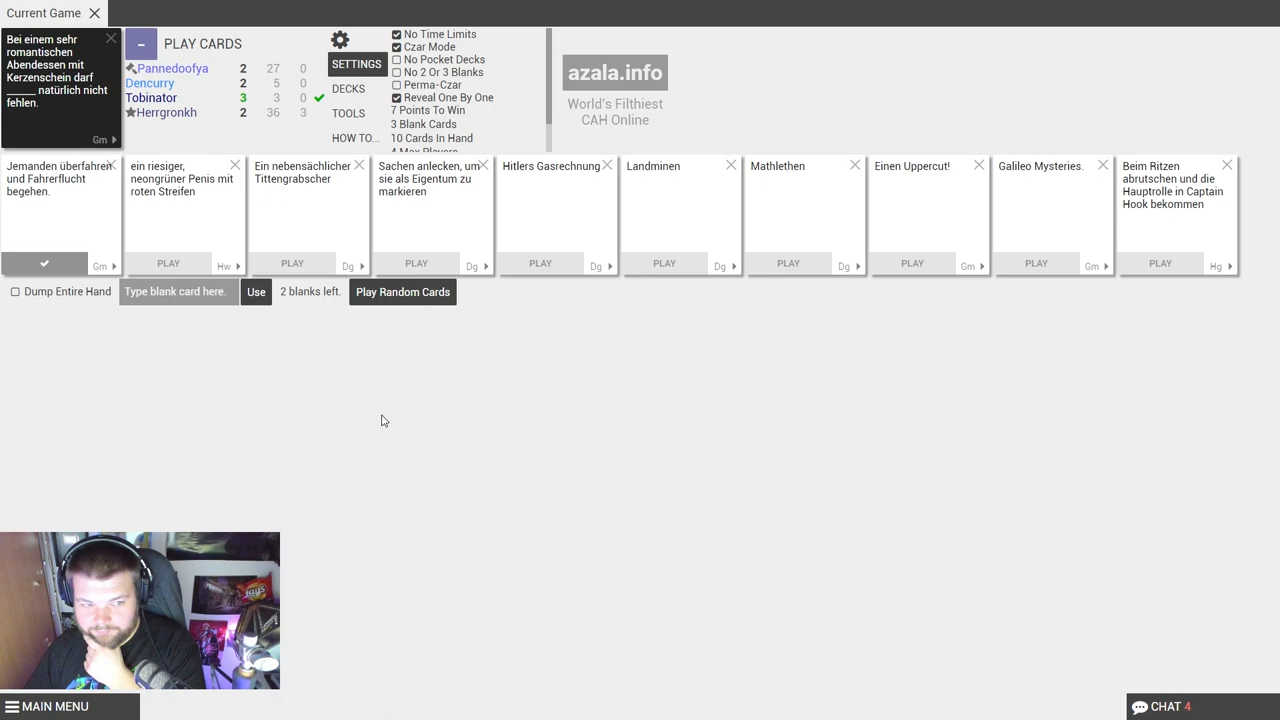 Current Game
Bei einem sehr
romantischen
Abendessen mit
Kerzenschein darf
______ natürlich nicht
fehlen.
Gm
–
PLAY CARDS
Pannedoofya 2 27 0
Dencurry 2 5 0
Tobinator 3 3 0
Herrgronkh 2 36 3
SETTINGS
DECKS
TOOLS
HOW TO...
No Time Limits
Czar Mode
No Pocket Decks
No 2 Or 3 Blanks
Perma-Czar
Reveal One By One
7 Points To Win
3 Blank Cards
10 Cards In Hand
4 Max Players
azala.info
World's Filthiest
CAH Online
Jemanden überfahren
und Fahrerflucht
begehen.
Gm
ein riesiger,
neongrüner Penis mit
roten Streifen
PLAY
Hw
Ein nebensächlicher
Tittengrabscher
PLAY
Dg
Sachen anlecken, um
sie als Eigentum zu
markieren
PLAY
Dg
Hitlers Gasrechnung
PLAY
Dg
Landminen
PLAY
Dg
Mathlethen
PLAY
Dg
Einen Uppercut!
PLAY
Gm
Galileo Mysteries.
PLAY
Gm
Beim Ritzen
abrutschen und die
Hauptrolle in Captain
Hook bekommen
PLAY
Hg
Dump Entire Hand
Type blank card here.
Use
2 blanks left.
Play Random Cards
Lay's
MAIN MENU
CHAT 4